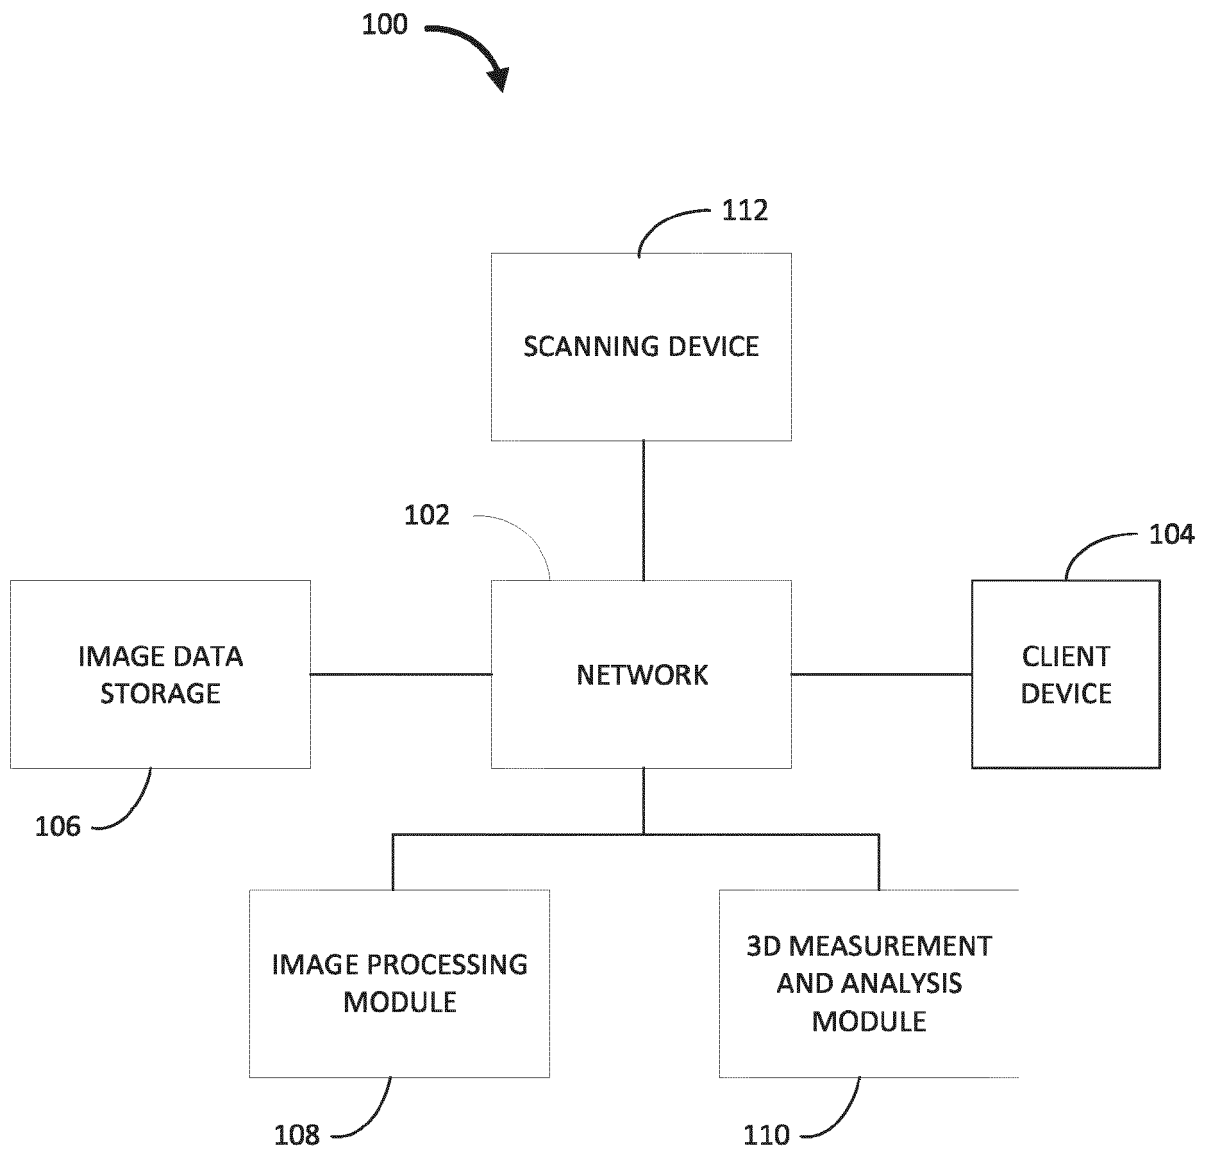 100
112
SCANNING DEVICE
102
104
IMAGE DATA
STORAGE
NETWORK
CLIENT
DEVICE
106
IMAGE PROCESSING
MODULE
3D MEASUREMENT
AND ANALYSIS
MODULE
108
110